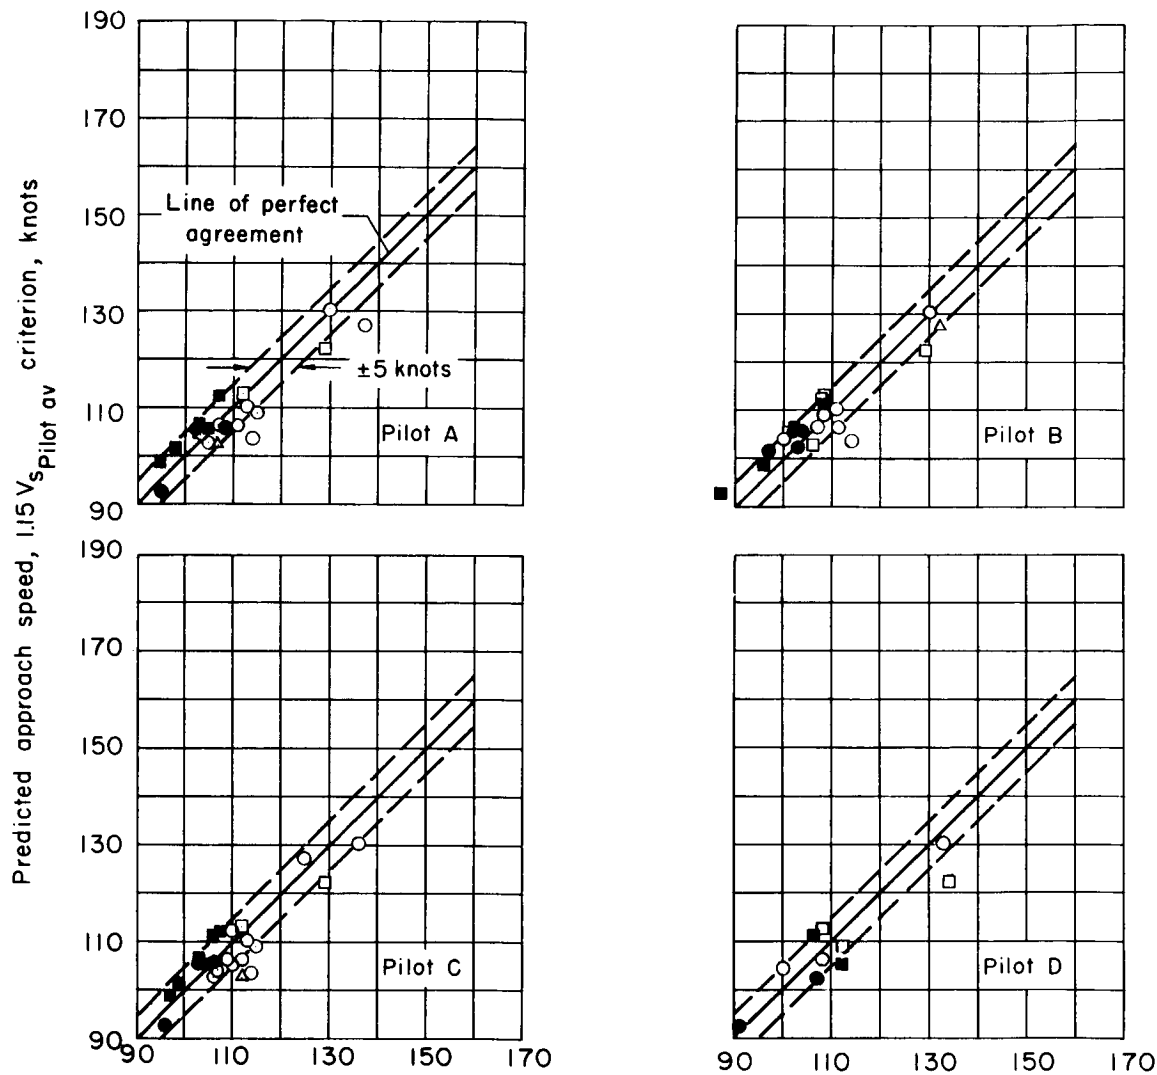 Predicted approach speed, 1.15 VsPilot av criterion, knots
190
170
150
130
110
90
Line of perfect
agreement
±5 knots
Pilot A
Pilot B
190
170
150
130
110
90
Pilot C
Pilot D
90 110 130 150 170
90 110 130 150 170